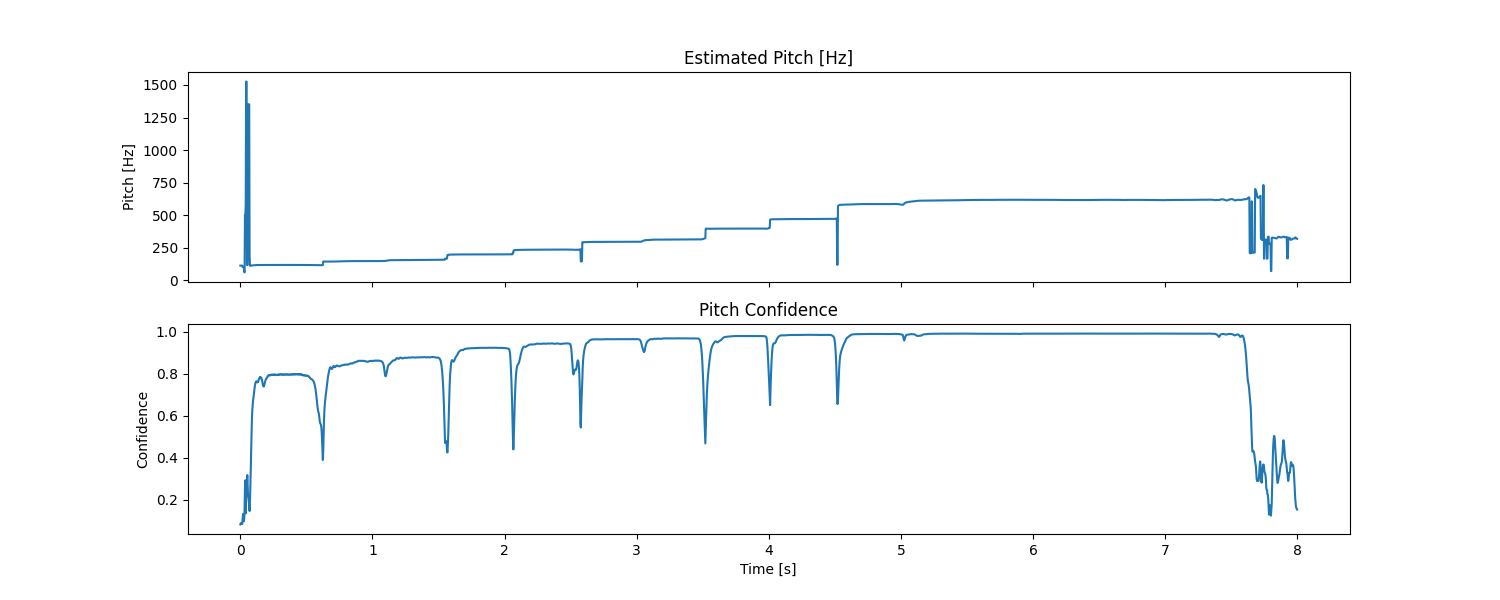 Estimated Pitch [Hz]
1500
1250
1000
750
500
250
0
Pitch [Hz]
Pitch Confidence
1.0
0.8
0.6
0.4
0.2
Confidence
0 1 2 3 4 5 6 7 8
Time [s]